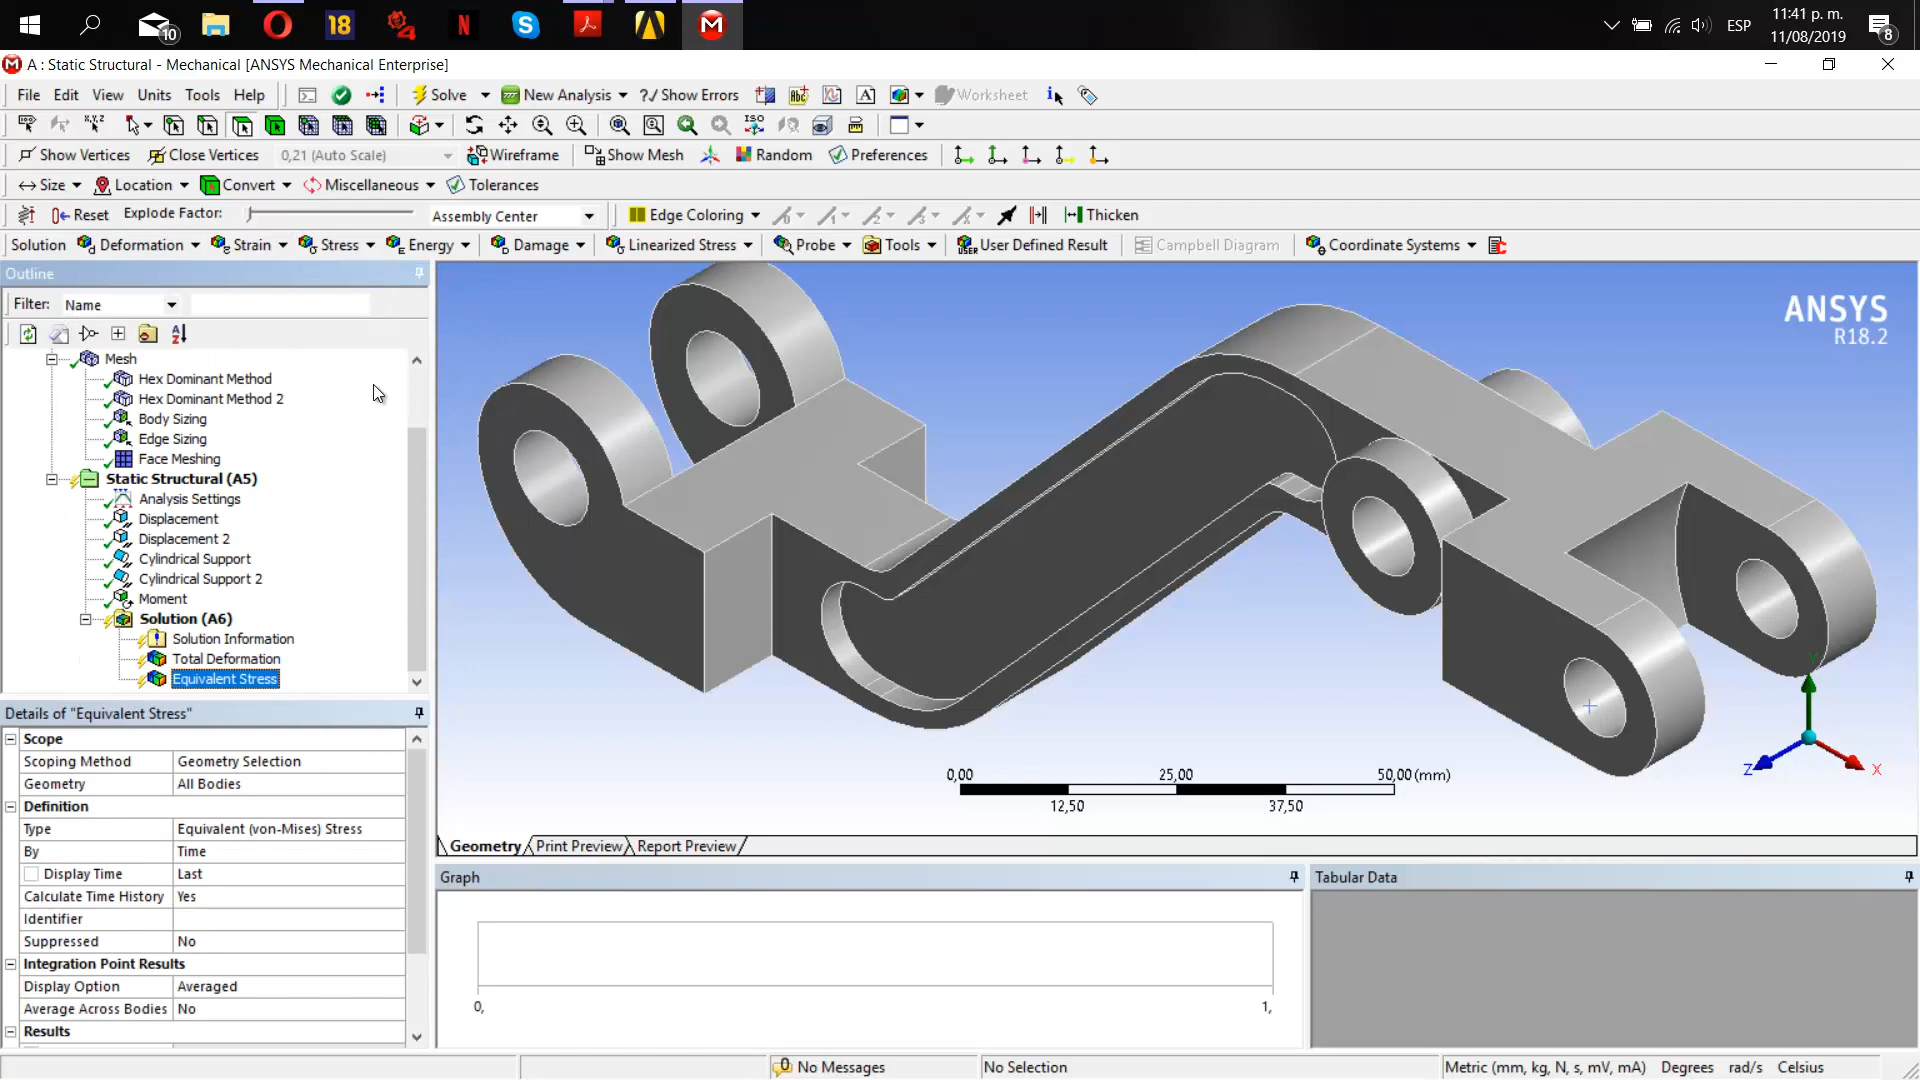 10
18
4
N
S
M
ESP
11:41 p. m.
11/08/2019
8
M A : Static Structural - Mechanical [ANSYS Mechanical Enterprise]
File Edit View Units Tools Help Solve New Analysis ?/ Show Errors Abc A Worksheet i
x,y,z ISO
Show Vertices Close Vertices 0,21 (Auto Scale) Wireframe Show Mesh Random Preferences
Size Location Convert Miscellaneous Tolerances
Reset Explode Factor: Assembly Center Edge Coloring Thicken
Solution Deformation Strain Stress Energy Damage Linearized Stress Probe Tools USER User Defined Result Campbell Diagram Coordinate Systems
Outline
Filter: Name
Mesh
Hex Dominant Method
Hex Dominant Method 2
Body Sizing
Edge Sizing
Face Meshing
Static Structural (A5)
Analysis Settings
Displacement
Displacement 2
Cylindrical Support
Cylindrical Support 2
Moment
Solution (A6)
Solution Information
Total Deformation
Equivalent Stress
Details of "Equivalent Stress"
Scope
Scoping Method Geometry Selection
Geometry All Bodies
Definition
Type Equivalent (von-Mises) Stress
By Time
Display Time Last
Calculate Time History Yes
Identifier
Suppressed No
Integration Point Results
Display Option Averaged
Average Across Bodies No
Results
ANSYS
R18.2
Y
Z
X
0,00 25,00 50,00 (mm)
12,50 37,50
Geometry Print Preview Report Preview
Graph
0, 1,
Tabular Data
0 No Messages No Selection Metric (mm, kg, N, s, mV, mA) Degrees rad/s Celsius